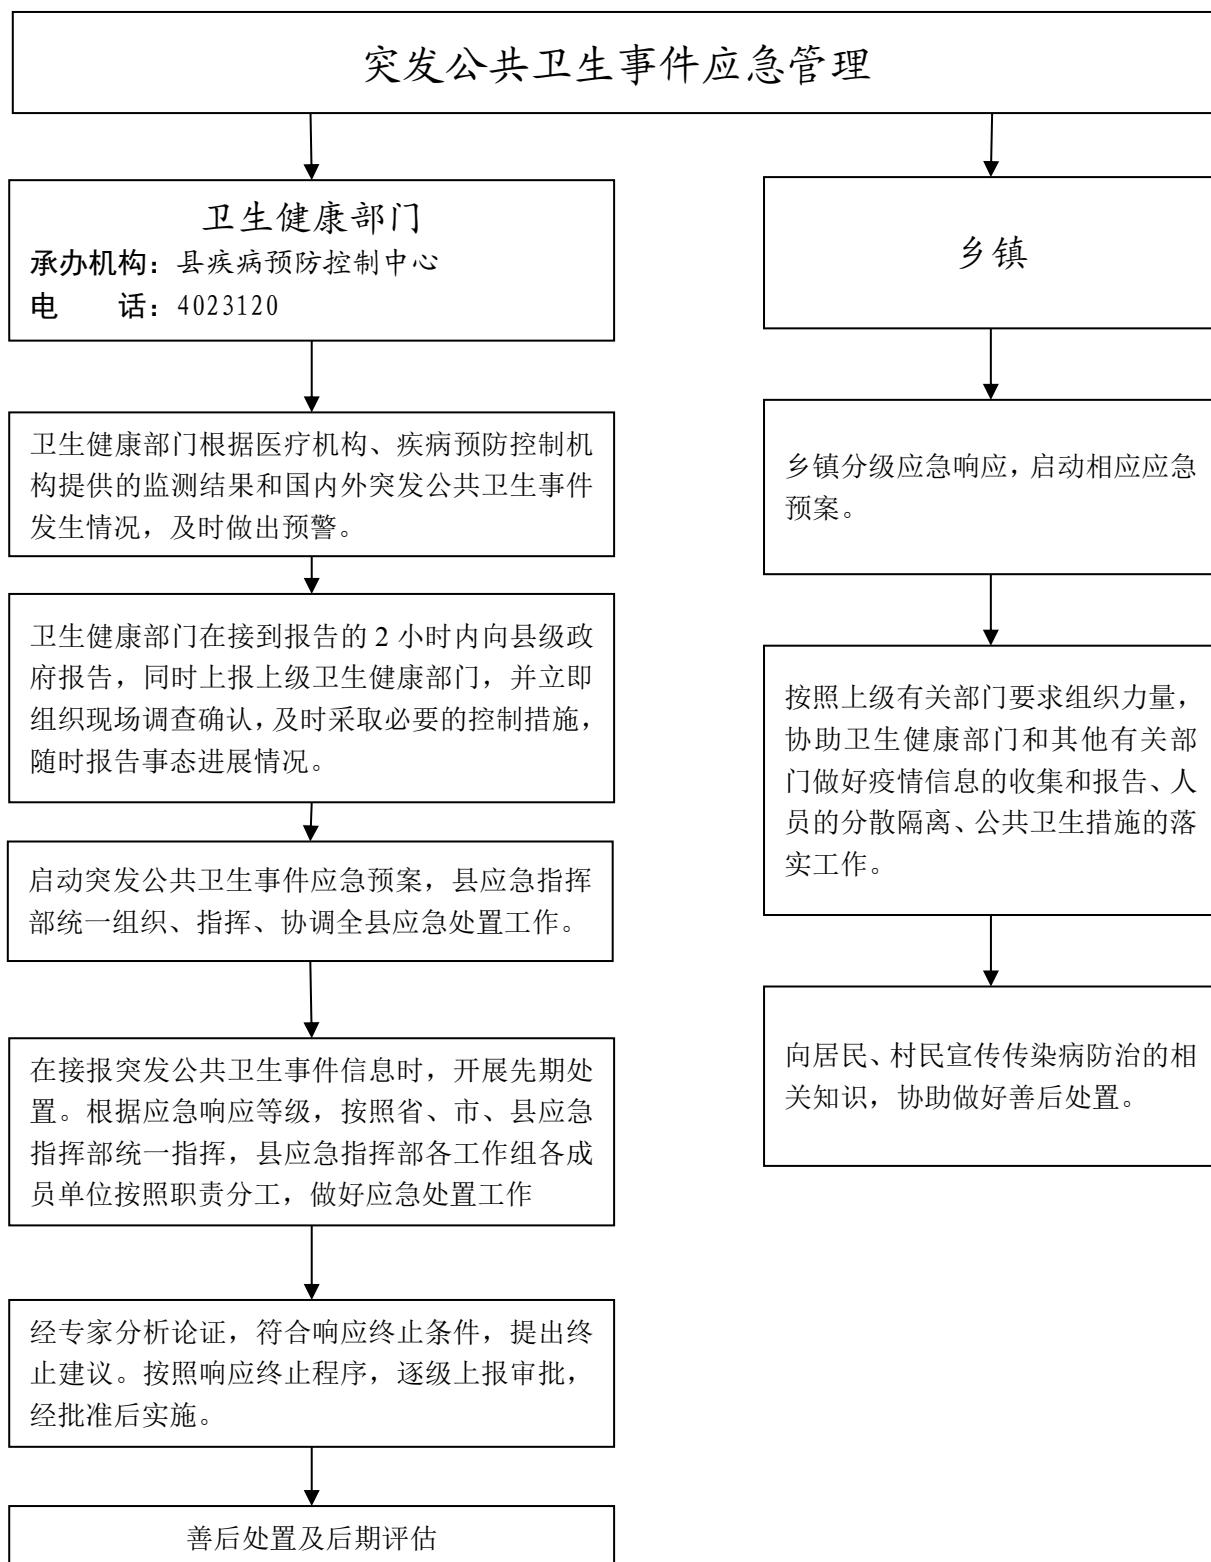 突发公共卫生事件应急管理
卫生健康部门
承办机构：县疾病预防控制中心
电　　话：4023120
卫生健康部门根据医疗机构、疾病预防控制机
构提供的监测结果和国内外突发公共卫生事件
发生情况，及时做出预警。
卫生健康部门在接到报告的 2 小时内向县级政
府报告，同时上报上级卫生健康部门，并立即
组织现场调查确认，及时采取必要的控制措施，
随时报告事态进展情况。
启动突发公共卫生事件应急预案，县应急指挥
部统一组织、指挥、协调全县应急处置工作。
在接报突发公共卫生事件信息时，开展先期处
置。根据应急响应等级，按照省、市、县应急
指挥部统一指挥，县应急指挥部各工作组各成
员单位按照职责分工，做好应急处置工作
经专家分析论证，符合响应终止条件，提出终
止建议。按照响应终止程序，逐级上报审批，
经批准后实施。
善后处置及后期评估
乡镇
乡镇分级应急响应，启动相应应急
预案。
按照上级有关部门要求组织力量，
协助卫生健康部门和其他有关部
门做好疫情信息的收集和报告、人
员的分散隔离、公共卫生措施的落
实工作。
向居民、村民宣传传染病防治的相
关知识，协助做好善后处置。